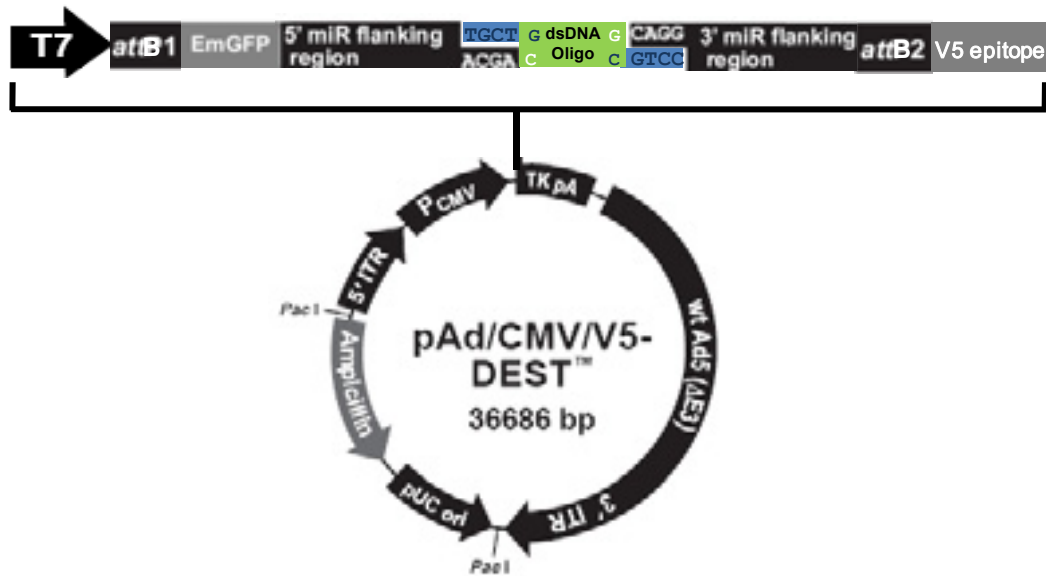 T7 attB1 EmGFP 5' miR flanking region TGCT G dsDNA Oligo G CAGG 3' miR flanking region attB2 V5 epitope
ACGA C C GTCC
PCMV
TK pA
5' ITR
PacI
wt Ad5 (ΔE3)
pAd/CMV/V5-
DEST™
36686 bp
Ampicillin
pUC ori
3' ITR
PacI